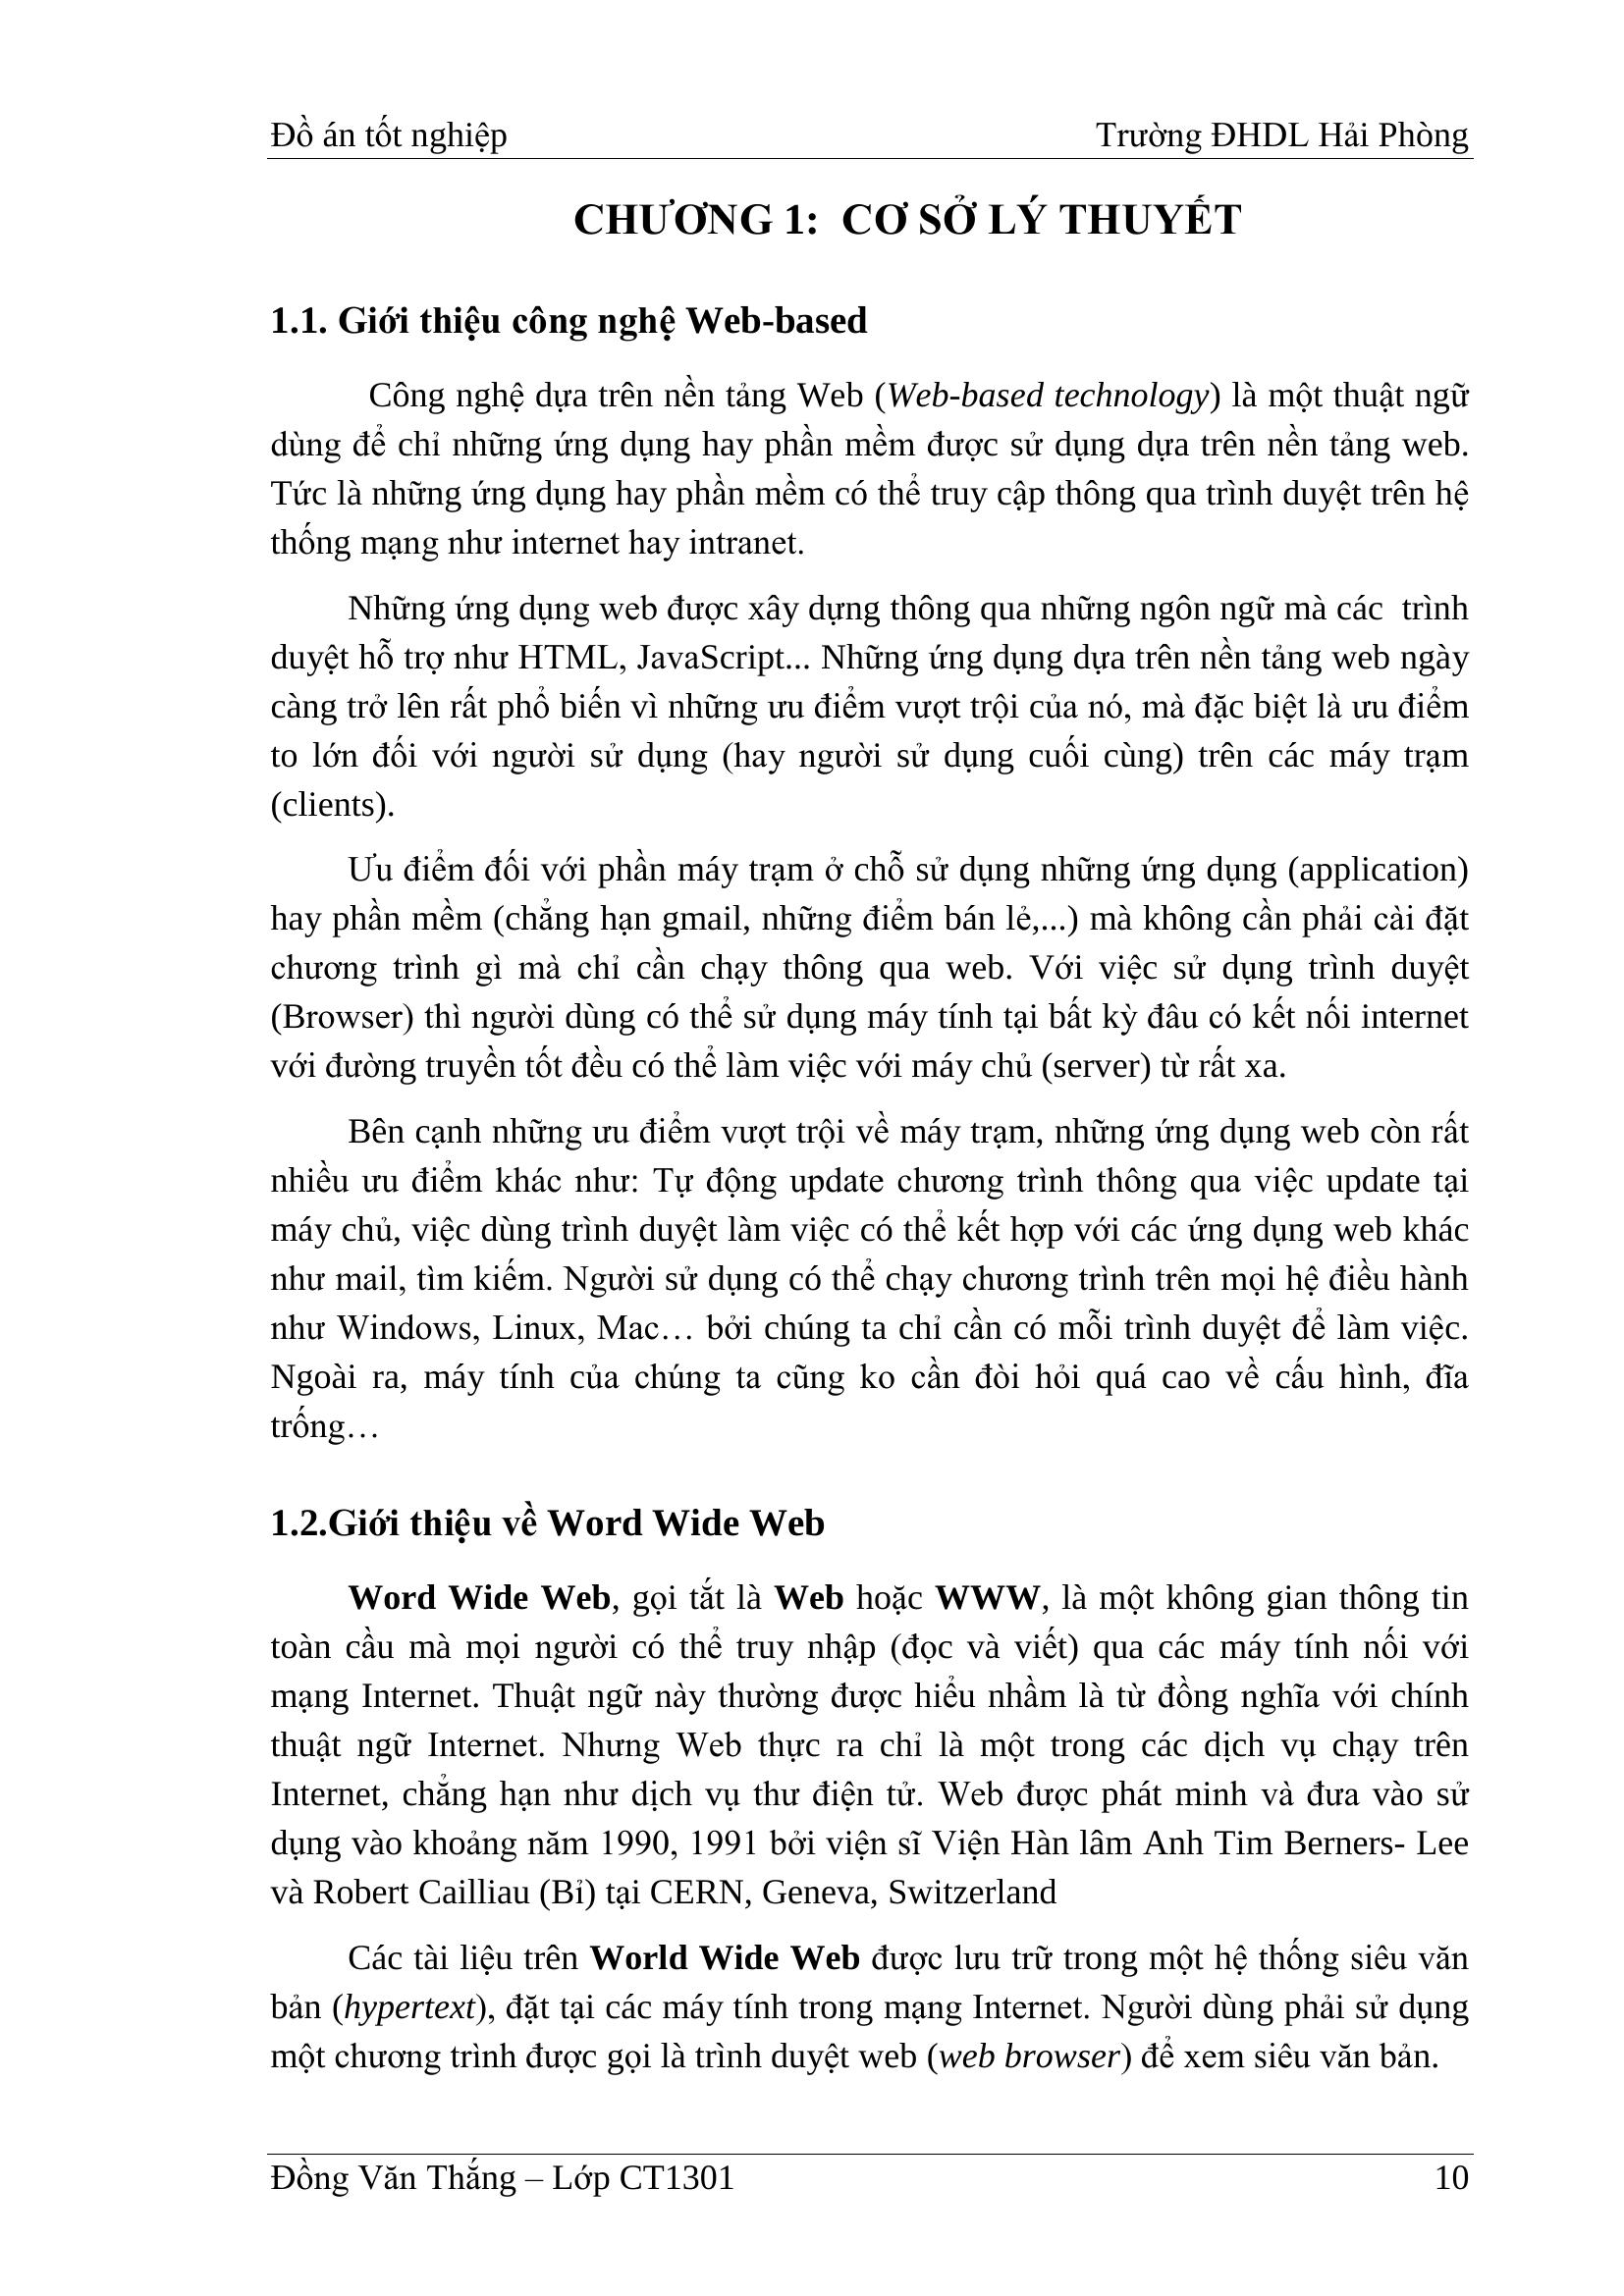 Đồ án tốt nghiệp Trường ĐHDL Hải Phòng
CHƯƠNG 1: CƠ SỞ LÝ THUYẾT
1.1. Giới thiệu công nghệ Web-based
Công nghệ dựa trên nền tảng Web (Web-based technology) là một thuật ngữ
dùng để chỉ những ứng dụng hay phần mềm được sử dụng dựa trên nền tảng web.
Tức là những ứng dụng hay phần mềm có thể truy cập thông qua trình duyệt trên hệ
thống mạng như internet hay intranet.
Những ứng dụng web được xây dựng thông qua những ngôn ngữ mà các trình
duyệt hỗ trợ như HTML, JavaScript... Những ứng dụng dựa trên nền tảng web ngày
càng trở lên rất phổ biến vì những ưu điểm vượt trội của nó, mà đặc biệt là ưu điểm
to lớn đối với người sử dụng (hay người sử dụng cuối cùng) trên các máy trạm
(clients).
Ưu điểm đối với phần máy trạm ở chỗ sử dụng những ứng dụng (application)
hay phần mềm (chẳng hạn gmail, những điểm bán lẻ,...) mà không cần phải cài đặt
chương trình gì mà chỉ cần chạy thông qua web. Với việc sử dụng trình duyệt
(Browser) thì người dùng có thể sử dụng máy tính tại bất kỳ đâu có kết nối internet
với đường truyền tốt đều có thể làm việc với máy chủ (server) từ rất xa.
Bên cạnh những ưu điểm vượt trội về máy trạm, những ứng dụng web còn rất
nhiều ưu điểm khác như: Tự động update chương trình thông qua việc update tại
máy chủ, việc dùng trình duyệt làm việc có thể kết hợp với các ứng dụng web khác
như mail, tìm kiếm. Người sử dụng có thể chạy chương trình trên mọi hệ điều hành
như Windows, Linux, Mac… bởi chúng ta chỉ cần có mỗi trình duyệt để làm việc.
Ngoài ra, máy tính của chúng ta cũng ko cần đòi hỏi quá cao về cấu hình, đĩa
trống…
1.2.Giới thiệu về Word Wide Web
Word Wide Web, gọi tắt là Web hoặc WWW, là một không gian thông tin
toàn cầu mà mọi người có thể truy nhập (đọc và viết) qua các máy tính nối với
mạng Internet. Thuật ngữ này thường được hiểu nhầm là từ đồng nghĩa với chính
thuật ngữ Internet. Nhưng Web thực ra chỉ là một trong các dịch vụ chạy trên
Internet, chẳng hạn như dịch vụ thư điện tử. Web được phát minh và đưa vào sử
dụng vào khoảng năm 1990, 1991 bởi viện sĩ Viện Hàn lâm Anh Tim Berners- Lee
và Robert Cailliau (Bỉ) tại CERN, Geneva, Switzerland
Các tài liệu trên World Wide Web được lưu trữ trong một hệ thống siêu văn
bản (hypertext), đặt tại các máy tính trong mạng Internet. Người dùng phải sử dụng
một chương trình được gọi là trình duyệt web (web browser) để xem siêu văn bản.
Đồng Văn Thắng – Lớp CT1301 10